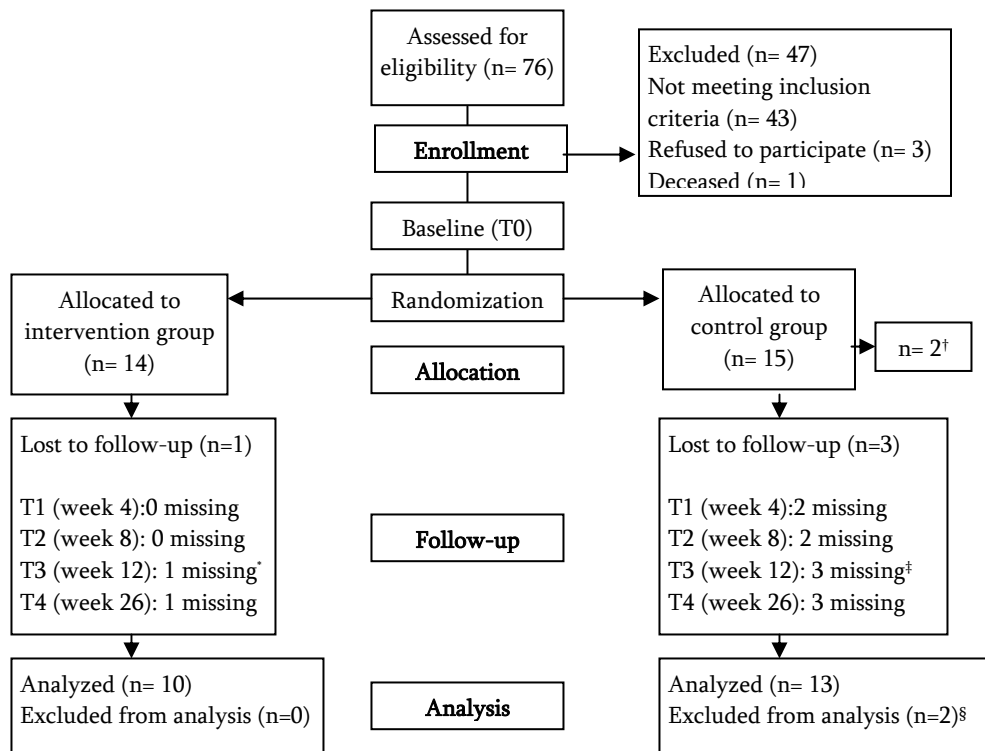 Assessed for
eligibility (n= 76)
Excluded (n= 47)
Not meeting inclusion
criteria (n= 43)
Refused to participate (n= 3)
Deceased (n= 1)
Enrollment
Baseline (T0)
Randomization
Allocated to
intervention group
(n= 14)
Allocated to
control group
(n= 15)
n= 2†
Allocation
Lost to follow-up (n=1)
T1 (week 4):0 missing
T2 (week 8): 0 missing
T3 (week 12): 1 missing*
T4 (week 26): 1 missing
Follow-up
Lost to follow-up (n=3)
T1 (week 4):2 missing
T2 (week 8): 2 missing
T3 (week 12): 3 missing‡
T4 (week 26): 3 missing
Analyzed (n= 10)
Excluded from analysis (n=0)
Analysis
Analyzed (n= 13)
Excluded from analysis (n=2)§